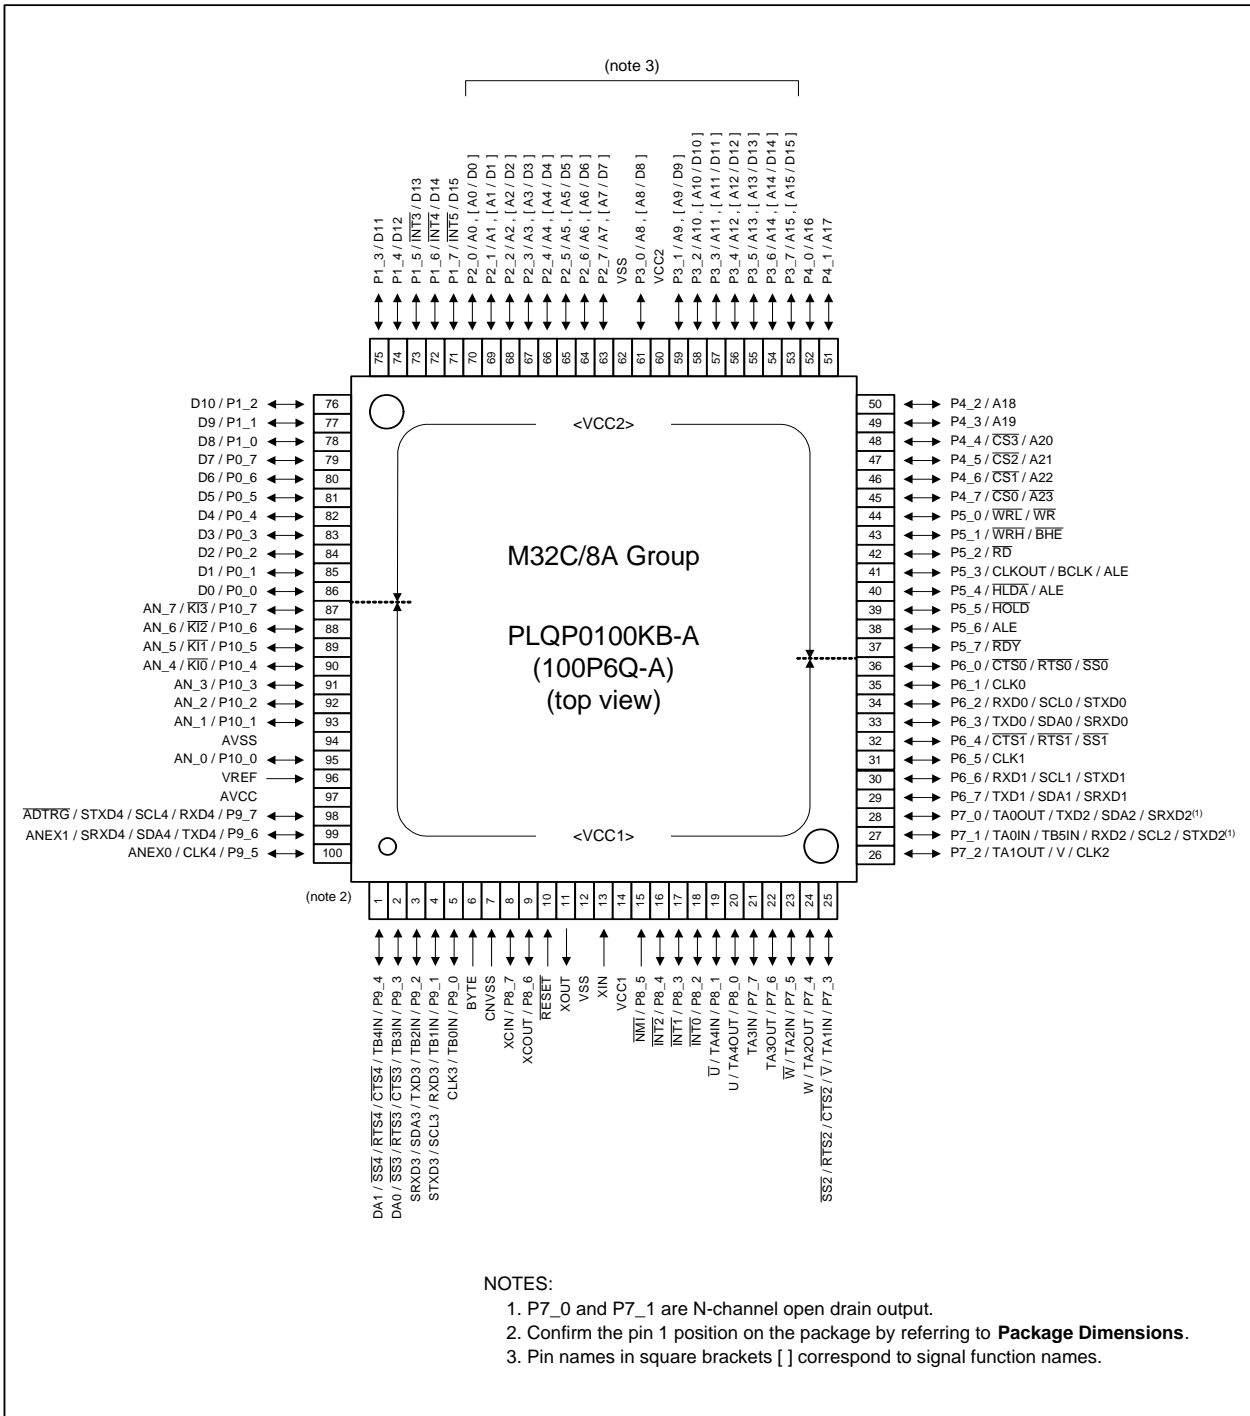 (note 3)
P1_3 / D11
P1_4 / D12
P1_5 / INT3 / D13
P1_6 / INT4 / D14
P1_7 / INT5 / D15
P2_0 / A0 , [ A0 / D0 ]
P2_1 / A1 , [ A1 / D1 ]
P2_2 / A2 , [ A2 / D2 ]
P2_3 / A3 , [ A3 / D3 ]
P2_4 / A4 , [ A4 / D4 ]
P2_5 / A5 , [ A5 / D5 ]
P2_6 / A6 , [ A6 / D6 ]
P2_7 / A7 , [ A7 / D7 ]
VSS
P3_0 / A8 , [ A8 / D8 ]
VCC2
P3_1 / A9 , [ A9 / D9 ]
P3_2 / A10 , [ A10 / D10 ]
P3_3 / A11 , [ A11 / D11 ]
P3_4 / A12 , [ A12 / D12 ]
P3_5 / A13 , [ A13 / D13 ]
P3_6 / A14 , [ A14 / D14 ]
P3_7 / A15 , [ A15 / D15 ]
P4_0 / A16
P4_1 / A17
75 74 73 72 71 70 69 68 67 66 65 64 63 62 61 60 59 58 57 56 55 54 53 52 51
D10 / P1_2 76
D9 / P1_1 77
D8 / P1_0 78
D7 / P0_7 79
D6 / P0_6 80
D5 / P0_5 81
D4 / P0_4 82
D3 / P0_3 83
D2 / P0_2 84
D1 / P0_1 85
D0 / P0_0 86
AN_7 / KI3 / P10_7 87
AN_6 / KI2 / P10_6 88
AN_5 / KI1 / P10_5 89
AN_4 / KI0 / P10_4 90
AN_3 / P10_3 91
AN_2 / P10_2 92
AN_1 / P10_1 93
AVSS 94
AN_0 / P10_0 95
VREF 96
AVCC 97
ADTRG / STXD4 / SCL4 / RXD4 / P9_7 98
ANEX1 / SRXD4 / SDA4 / TXD4 / P9_6 99
ANEX0 / CLK4 / P9_5 100
<VCC2>
M32C/8A Group
PLQP0100KB-A
(100P6Q-A)
(top view)
<VCC1>
50 P4_2 / A18
49 P4_3 / A19
48 P4_4 / CS3 / A20
47 P4_5 / CS2 / A21
46 P4_6 / CS1 / A22
45 P4_7 / CS0 / A23
44 P5_0 / WRL / WR
43 P5_1 / WRH / BHE
42 P5_2 / RD
41 P5_3 / CLKOUT / BCLK / ALE
40 P5_4 / HLDA / ALE
39 P5_5 / HOLD
38 P5_6 / ALE
37 P5_7 / RDY
36 P6_0 / CTS0 / RTS0 / SS0
35 P6_1 / CLK0
34 P6_2 / RXD0 / SCL0 / STXD0
33 P6_3 / TXD0 / SDA0 / SRXD0
32 P6_4 / CTS1 / RTS1 / SS1
31 P6_5 / CLK1
30 P6_6 / RXD1 / SCL1 / STXD1
29 P6_7 / TXD1 / SDA1 / SRXD1
28 P7_0 / TA0OUT / TXD2 / SDA2 / SRXD2(1)
27 P7_1 / TA0IN / TB5IN / RXD2 / SCL2 / STXD2(1)
26 P7_2 / TA1OUT / V / CLK2
(note 2)
1 2 3 4 5 6 7 8 9 10 11 12 13 14 15 16 17 18 19 20 21 22 23 24 25
DA1 / SS4 / RTS4 / CTS4 / TB4IN / P9_4
DA0 / SS3 / RTS3 / CTS3 / TB3IN / P9_3
SRXD3 / SDA3 / TXD3 / TB2IN / P9_2
STXD3 / SCL3 / RXD3 / TB1IN / P9_1
CLK3 / TB0IN / P9_0
BYTE
CNVSS
XCIN / P8_7
XCOUT / P8_6
RESET
XOUT
VSS
XIN
VCC1
NMI / P8_5
INT2 / P8_4
INT1 / P8_3
INT0 / P8_2
U / TA4IN / P8_1
U / TA4OUT / P8_0
TA3IN / P7_7
TA3OUT / P7_6
W / TA2IN / P7_5
W / TA2OUT / P7_4
SS2 / RTS2 / CTS2 / V / TA1IN / P7_3
NOTES:
1. P7_0 and P7_1 are N-channel open drain output.
2. Confirm the pin 1 position on the package by referring to Package Dimensions.
3. Pin names in square brackets [ ] correspond to signal function names.